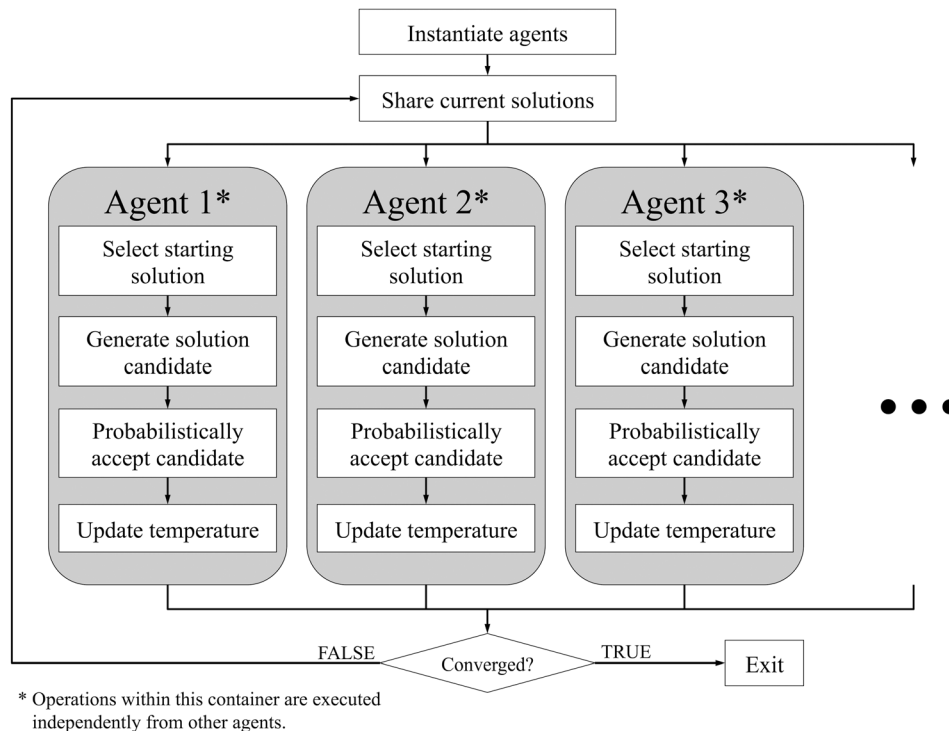 Instantiate agents
Share current solutions
Agent 1*
Select starting
solution
Generate solution
candidate
Probabilistically
accept candidate
Update temperature
Agent 2*
Select starting
solution
Generate solution
candidate
Probabilistically
accept candidate
Update temperature
Agent 3*
Select starting
solution
Generate solution
candidate
Probabilistically
accept candidate
Update temperature
FALSE
Converged?
TRUE
Exit
* Operations within this container are executed
independently from other agents.